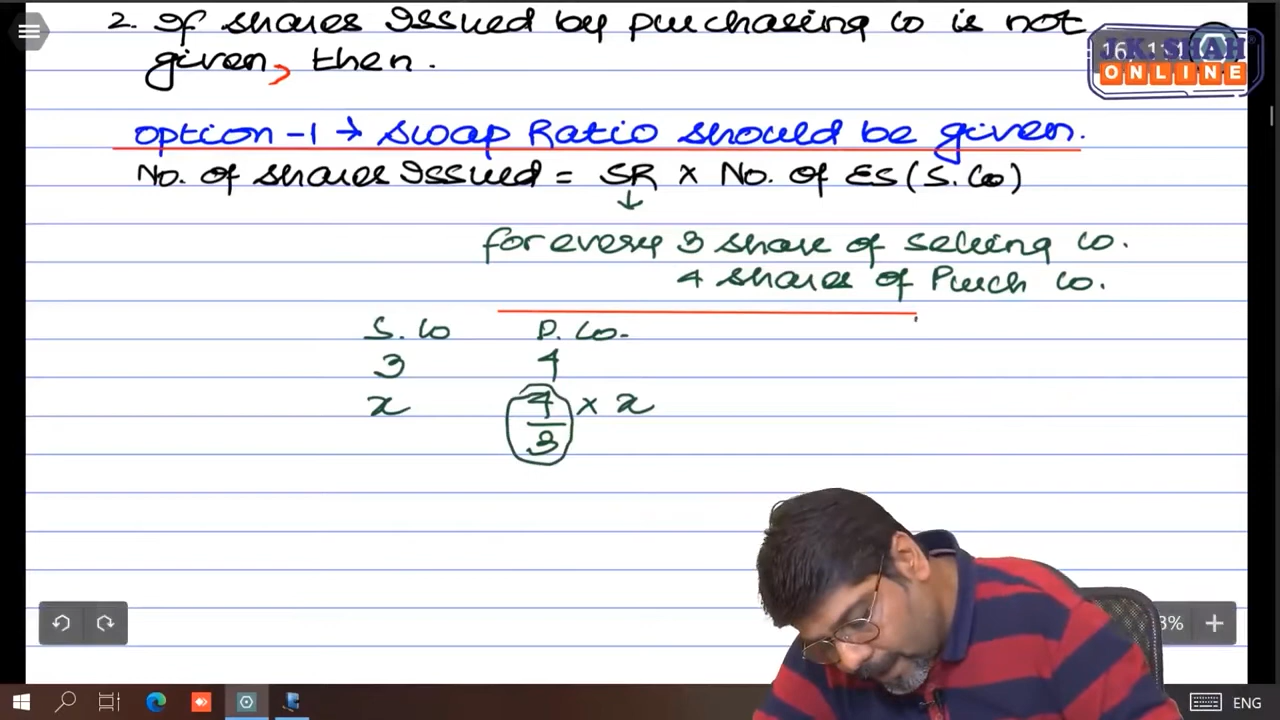 2. If shares Issued by purchasing co is not
given, then.
J.K. SHAH
ONLINE
option -1 → Swap Ratio should be given.
No. of shares Issued = SR × No. of ES (S. Co)
↓
for every 3 share of selling co.
4 shares of Purch co.
S. Co P. Co.
3 4
x 4/3 × x
ENG